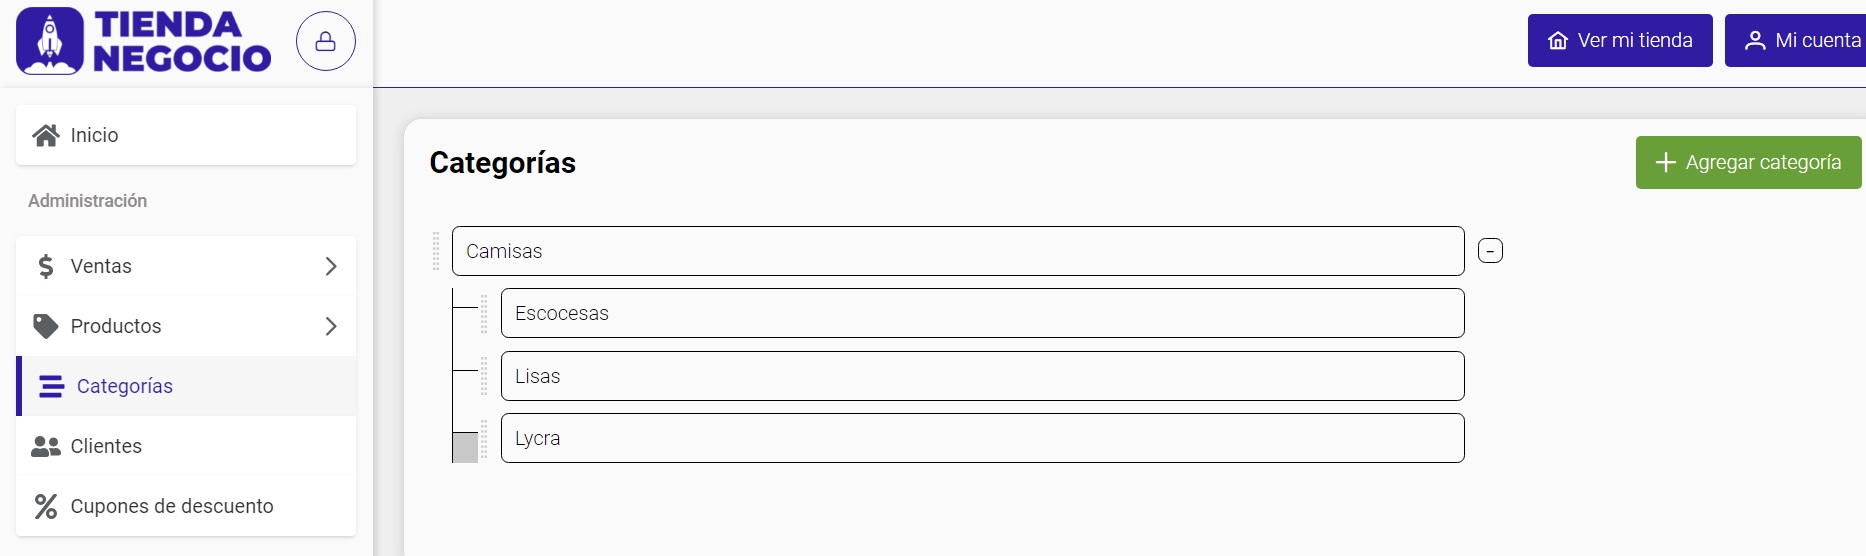 TIENDA
NEGOCIO
Ver mi tienda
Mi cuenta
Inicio
Administración
Ventas
Productos
Categorías
Clientes
Cupones de descuento
Categorías
Agregar categoría
Camisas
Escocesas
Lisas
Lycra